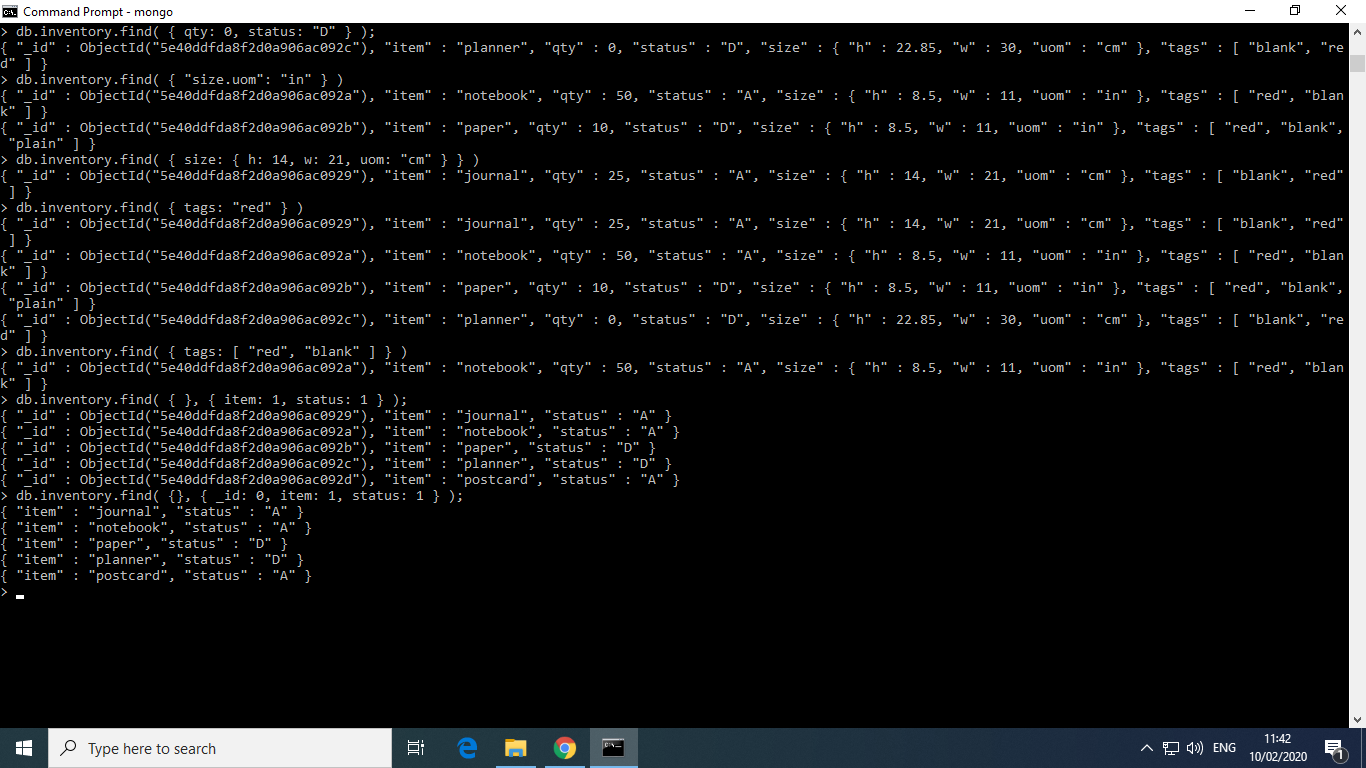 Command Prompt - mongo
> db.inventory.find( { qty: 0, status: "D" } );
{ "_id" : ObjectId("5e40ddfda8f2d0a906ac092c"), "item" : "planner", "qty" : 0, "status" : "D", "size" : { "h" : 22.85, "w" : 30, "uom" : "cm" }, "tags" : [ "blank", "re
d" ] }
> db.inventory.find( { "size.uom": "in" } )
{ "_id" : ObjectId("5e40ddfda8f2d0a906ac092a"), "item" : "notebook", "qty" : 50, "status" : "A", "size" : { "h" : 8.5, "w" : 11, "uom" : "in" }, "tags" : [ "red", "blan
k" ] }
{ "_id" : ObjectId("5e40ddfda8f2d0a906ac092b"), "item" : "paper", "qty" : 10, "status" : "D", "size" : { "h" : 8.5, "w" : 11, "uom" : "in" }, "tags" : [ "red", "blank",
 "plain" ] }
> db.inventory.find( { size: { h: 14, w: 21, uom: "cm" } } )
{ "_id" : ObjectId("5e40ddfda8f2d0a906ac0929"), "item" : "journal", "qty" : 25, "status" : "A", "size" : { "h" : 14, "w" : 21, "uom" : "cm" }, "tags" : [ "blank", "red"
 ] }
> db.inventory.find( { tags: "red" } )
{ "_id" : ObjectId("5e40ddfda8f2d0a906ac0929"), "item" : "journal", "qty" : 25, "status" : "A", "size" : { "h" : 14, "w" : 21, "uom" : "cm" }, "tags" : [ "blank", "red"
 ] }
{ "_id" : ObjectId("5e40ddfda8f2d0a906ac092a"), "item" : "notebook", "qty" : 50, "status" : "A", "size" : { "h" : 8.5, "w" : 11, "uom" : "in" }, "tags" : [ "red", "blan
k" ] }
{ "_id" : ObjectId("5e40ddfda8f2d0a906ac092b"), "item" : "paper", "qty" : 10, "status" : "D", "size" : { "h" : 8.5, "w" : 11, "uom" : "in" }, "tags" : [ "red", "blank",
 "plain" ] }
{ "_id" : ObjectId("5e40ddfda8f2d0a906ac092c"), "item" : "planner", "qty" : 0, "status" : "D", "size" : { "h" : 22.85, "w" : 30, "uom" : "cm" }, "tags" : [ "blank", "re
d" ] }
> db.inventory.find( { tags: [ "red", "blank" ] } )
{ "_id" : ObjectId("5e40ddfda8f2d0a906ac092a"), "item" : "notebook", "qty" : 50, "status" : "A", "size" : { "h" : 8.5, "w" : 11, "uom" : "in" }, "tags" : [ "red", "blan
k" ] }
> db.inventory.find( { }, { item: 1, status: 1 } );
{ "_id" : ObjectId("5e40ddfda8f2d0a906ac0929"), "item" : "journal", "status" : "A" }
{ "_id" : ObjectId("5e40ddfda8f2d0a906ac092a"), "item" : "notebook", "status" : "A" }
{ "_id" : ObjectId("5e40ddfda8f2d0a906ac092b"), "item" : "paper", "status" : "D" }
{ "_id" : ObjectId("5e40ddfda8f2d0a906ac092c"), "item" : "planner", "status" : "D" }
{ "_id" : ObjectId("5e40ddfda8f2d0a906ac092d"), "item" : "postcard", "status" : "A" }
> db.inventory.find( {}, { _id: 0, item: 1, status: 1 } );
{ "item" : "journal", "status" : "A" }
{ "item" : "notebook", "status" : "A" }
{ "item" : "paper", "status" : "D" }
{ "item" : "planner", "status" : "D" }
{ "item" : "postcard", "status" : "A" }
>
Type here to search
ENG
11:42
10/02/2020
1